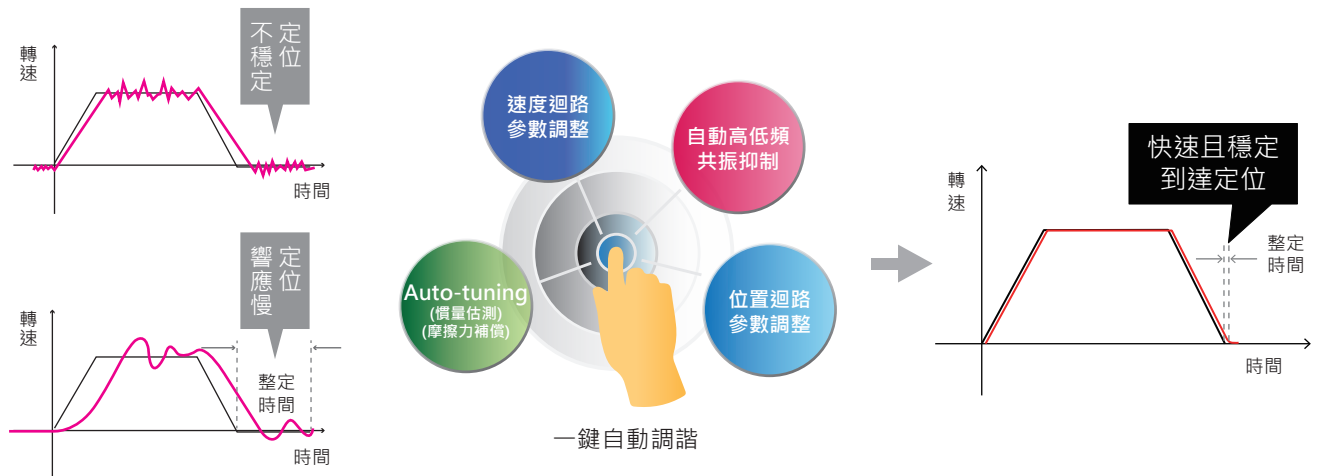 轉速
定位
不穩定
時間
轉速
定位
響應慢
整定
時間
時間
速度迴路
參數調整
自動高低頻
共振抑制
Auto-tuning
(慣量估測)
(摩擦力補償)
位置迴路
參數調整
一鍵自動調諧
轉速
快速且穩定
到達定位
整定
時間
時間